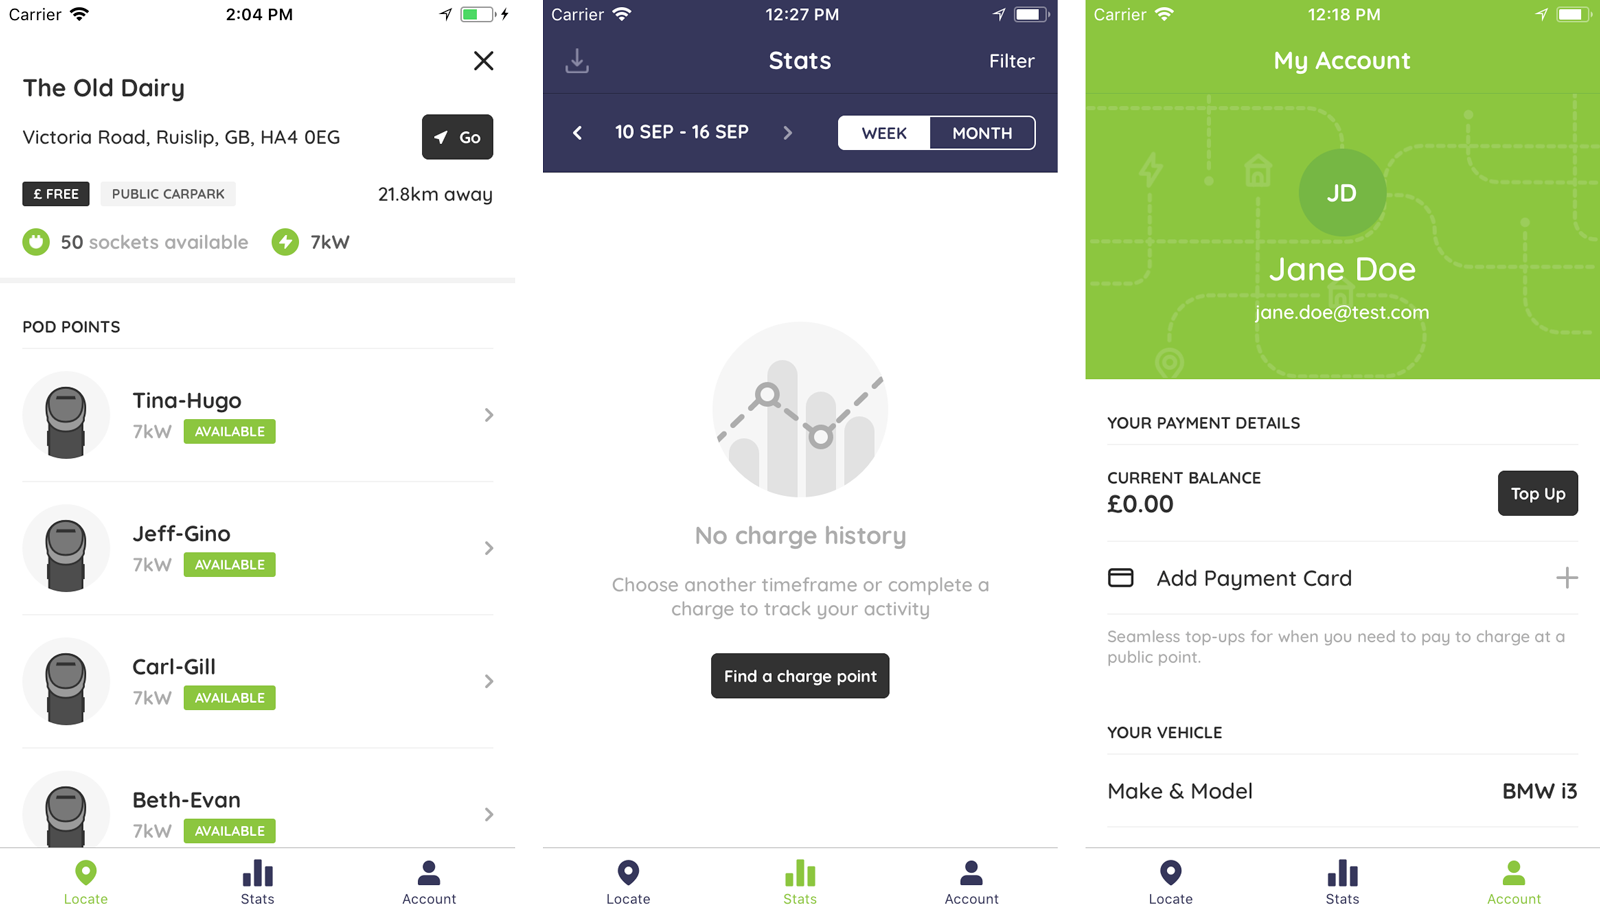 Carrier 2:04 PM
The Old Dairy
Victoria Road, Ruislip, GB, HA4 0EG
Go
£ FREE PUBLIC CARPARK 21.8km away
50 sockets available 7kW
POD POINTS
Tina-Hugo
7kW AVAILABLE
Jeff-Gino
7kW AVAILABLE
Carl-Gill
7kW AVAILABLE
Beth-Evan
7kW AVAILABLE
Locate Stats Account
Carrier 12:27 PM
Stats Filter
10 SEP - 16 SEP WEEK MONTH
No charge history
Choose another timeframe or complete a
charge to track your activity
Find a charge point
Locate Stats Account
Carrier 12:18 PM
My Account
JD
Jane Doe
jane.doe@test.com
YOUR PAYMENT DETAILS
CURRENT BALANCE
£0.00
Top Up
Add Payment Card
Seamless top-ups for when you need to pay to charge at a
public point.
YOUR VEHICLE
Make & Model BMW i3
Locate Stats Account